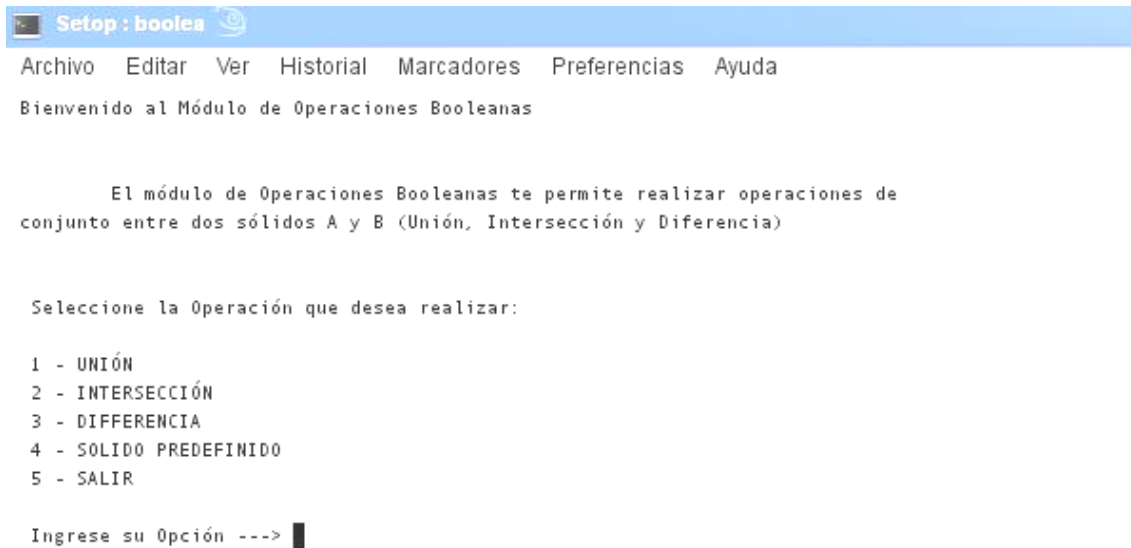 Setop : boolea
Archivo Editar Ver Historial Marcadores Preferencias Ayuda
Bienvenido al Módulo de Operaciones Booleanas
El módulo de Operaciones Booleanas te permite realizar operaciones de
conjunto entre dos sólidos A y B (Unión, Intersección y Diferencia)
Seleccione la Operación que desea realizar:
1 - UNIÓN
2 - INTERSECCIÓN
3 - DIFFERENCIA
4 - SOLIDO PREDEFINIDO
5 - SALIR
Ingrese su Opción --->